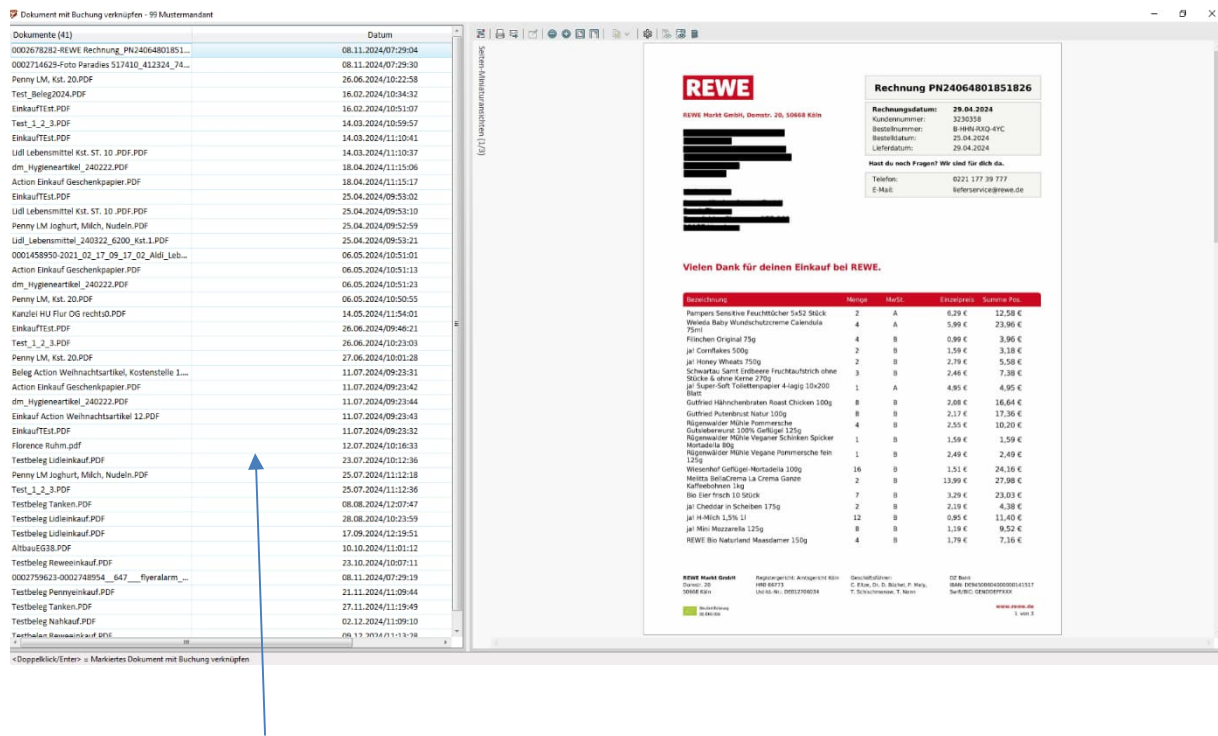 Dokument mit Buchung verknüpfen - 99 Mustermandant
Dokumente (41) Datum
0002678282-REWE Rechnung_PN24064801851... 08.11.2024/07:29:04
0002714629-Foto Paradies 517410_412324_74... 08.11.2024/07:29:30
Penny LM, Kst. 20.PDF 26.06.2024/10:22:58
Test_Beleg2024.PDF 16.02.2024/10:34:32
EinkaufTEst.PDF 16.02.2024/10:51:07
Test_1_2_3.PDF 14.03.2024/10:59:57
EinkaufTEst.PDF 14.03.2024/11:10:41
Lidl Lebensmittel Kst. ST. 10 .PDF.PDF 14.03.2024/11:10:37
dm_Hygieneartikel_240222.PDF 18.04.2024/11:15:06
Action Einkauf Geschenkpapier.PDF 18.04.2024/11:15:17
EinkaufTEst.PDF 25.04.2024/09:53:02
Lidl Lebensmittel Kst. ST. 10 .PDF.PDF 25.04.2024/09:53:10
Penny LM Joghurt, Milch, Nudeln.PDF 25.04.2024/09:52:59
Lidl_Lebensmittel_240322_6200_Kst.1.PDF 25.04.2024/09:53:21
0001458950-2021_02_17_09_17_02_Aldi_Leb... 06.05.2024/10:51:01
Action Einkauf Geschenkpapier.PDF 06.05.2024/10:51:13
dm_Hygieneartikel_240222.PDF 06.05.2024/10:51:23
Penny LM, Kst. 20.PDF 06.05.2024/10:50:55
Kanzlei HU Flur OG rechts0.PDF 14.05.2024/11:54:01
EinkaufTEst.PDF 26.06.2024/09:46:21
Test_1_2_3.PDF 26.06.2024/10:23:03
Penny LM, Kst. 20.PDF 27.06.2024/10:01:28
Beleg Action Weihnachtsartikel, Kostenstelle 1.... 11.07.2024/09:23:31
Action Einkauf Geschenkpapier.PDF 11.07.2024/09:23:42
dm_Hygieneartikel_240222.PDF 11.07.2024/09:23:44
Einkauf Action Weihnachtsartikel 12.PDF 11.07.2024/09:23:43
EinkaufTEst.PDF 11.07.2024/09:23:32
Florence Ruhm.pdf 12.07.2024/10:16:33
Testbeleg Lidleinkauf.PDF 23.07.2024/10:12:36
Penny LM Joghurt, Milch, Nudeln.PDF 25.07.2024/11:12:18
Test_1_2_3.PDF 25.07.2024/11:12:36
Testbeleg Tanken.PDF 08.08.2024/12:07:47
Testbeleg Lidleinkauf.PDF 28.08.2024/10:23:59
Testbeleg Lidleinkauf.PDF 17.09.2024/12:19:51
AltbauEG38.PDF 10.10.2024/11:01:12
Testbeleg Reweeinkauf.PDF 23.10.2024/10:07:11
0002759623-0002748954__647___flyeralarm_... 08.11.2024/07:29:19
Testbeleg Pennyeinkauf.PDF 21.11.2024/11:09:44
Testbeleg Tanken.PDF 27.11.2024/11:19:49
Testbeleg Nahkauf.PDF 02.12.2024/11:09:10
Testbeleg Reweeinkauf.PDF 09.12.2024/11:13:28
<Doppelklick/Enter> = Markiertes Dokument mit Buchung verknüpfen
Seiten-Miniaturansichten (1/3)
REWE
REWE Markt GmbH, Domstr. 20, 50668 Köln
Rechnung PN24064801851826
Rechnungsdatum: 29.04.2024
Kundennummer: 3230358
Bestellnummer: B-HHN-RXQ-4YC
Bestelldatum: 25.04.2024
Lieferdatum: 29.04.2024
Hast du noch Fragen? Wir sind für dich da.
Telefon: 0221 177 39 777
E-Mail: lieferservice@rewe.de
Vielen Dank für deinen Einkauf bei REWE.
Bezeichnung Menge MwSt. Einzelpreis Summe Pos.
Pampers Sensitive Feuchttücher 5x52 Stück 2 A 6,29 € 12,58 €
Weleda Baby Wundschutzcreme Calendula 75ml 4 A 5,99 € 23,96 €
Filinchen Original 75g 4 B 0,99 € 3,96 €
ja! Cornflakes 500g 2 B 1,59 € 3,18 €
ja! Honey Wheats 750g 2 B 2,79 € 5,58 €
Schwartau Samt Erdbeere Fruchtaufstrich ohne Stücke & ohne Kerne 270g 3 B 2,46 € 7,38 €
ja! Super-Soft Toilettenpapier 4-lagig 10x200 Blatt 1 A 4,95 € 4,95 €
Gutfried Hähnchenbraten Roast Chicken 100g 8 B 2,08 € 16,64 €
Gutfried Putenbrust Natur 100g 8 B 2,17 € 17,36 €
Rügenwalder Mühle Pommersche Gutsleberwurst 100% Geflügel 125g 4 B 2,55 € 10,20 €
Rügenwalder Mühle Veganer Schinken Spicker Mortadella 80g 1 B 1,59 € 1,59 €
Rügenwälder Mühle Vegane Pommersche fein 125g 1 B 2,49 € 2,49 €
Wiesenhof Geflügel-Mortadella 100g 16 B 1,51 € 24,16 €
Melitta BellaCrema La Crema Ganze Kaffeebohnen 1kg 2 B 13,99 € 27,98 €
Bio Eier frisch 10 Stück 7 B 3,29 € 23,03 €
ja! Cheddar in Scheiben 175g 2 B 2,19 € 4,38 €
ja! H-Milch 1,5% 1l 12 B 0,95 € 11,40 €
ja! Mini Mozzarella 125g 8 B 1,19 € 9,52 €
REWE Bio Naturland Maasdamer 150g 4 B 1,79 € 7,16 €
REWE Markt GmbH Registergericht: Amtsgericht Köln Geschäftsführer: DZ Bank
Domstr. 20 HRB 66773
50668 Köln
www.rewe.de
1 von 3